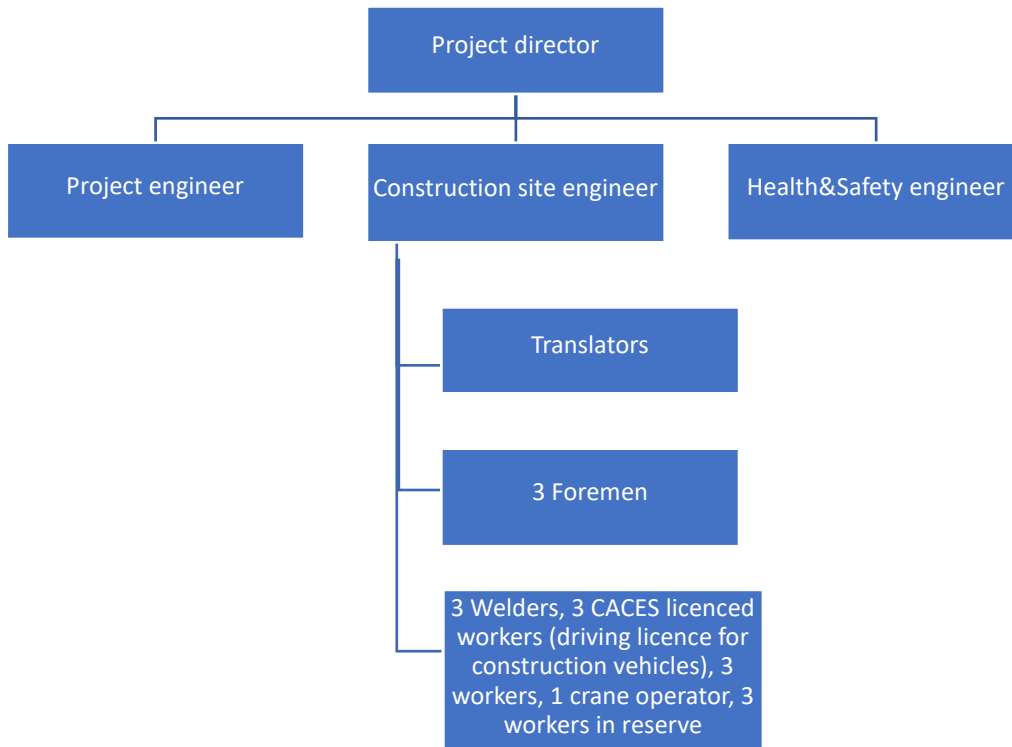 Project director
Project engineer
Construction site engineer
Health&Safety engineer
Translators
3 Foremen
3 Welders, 3 CACES licenced
workers (driving licence for
construction vehicles), 3
workers, 1 crane operator, 3
workers in reserve